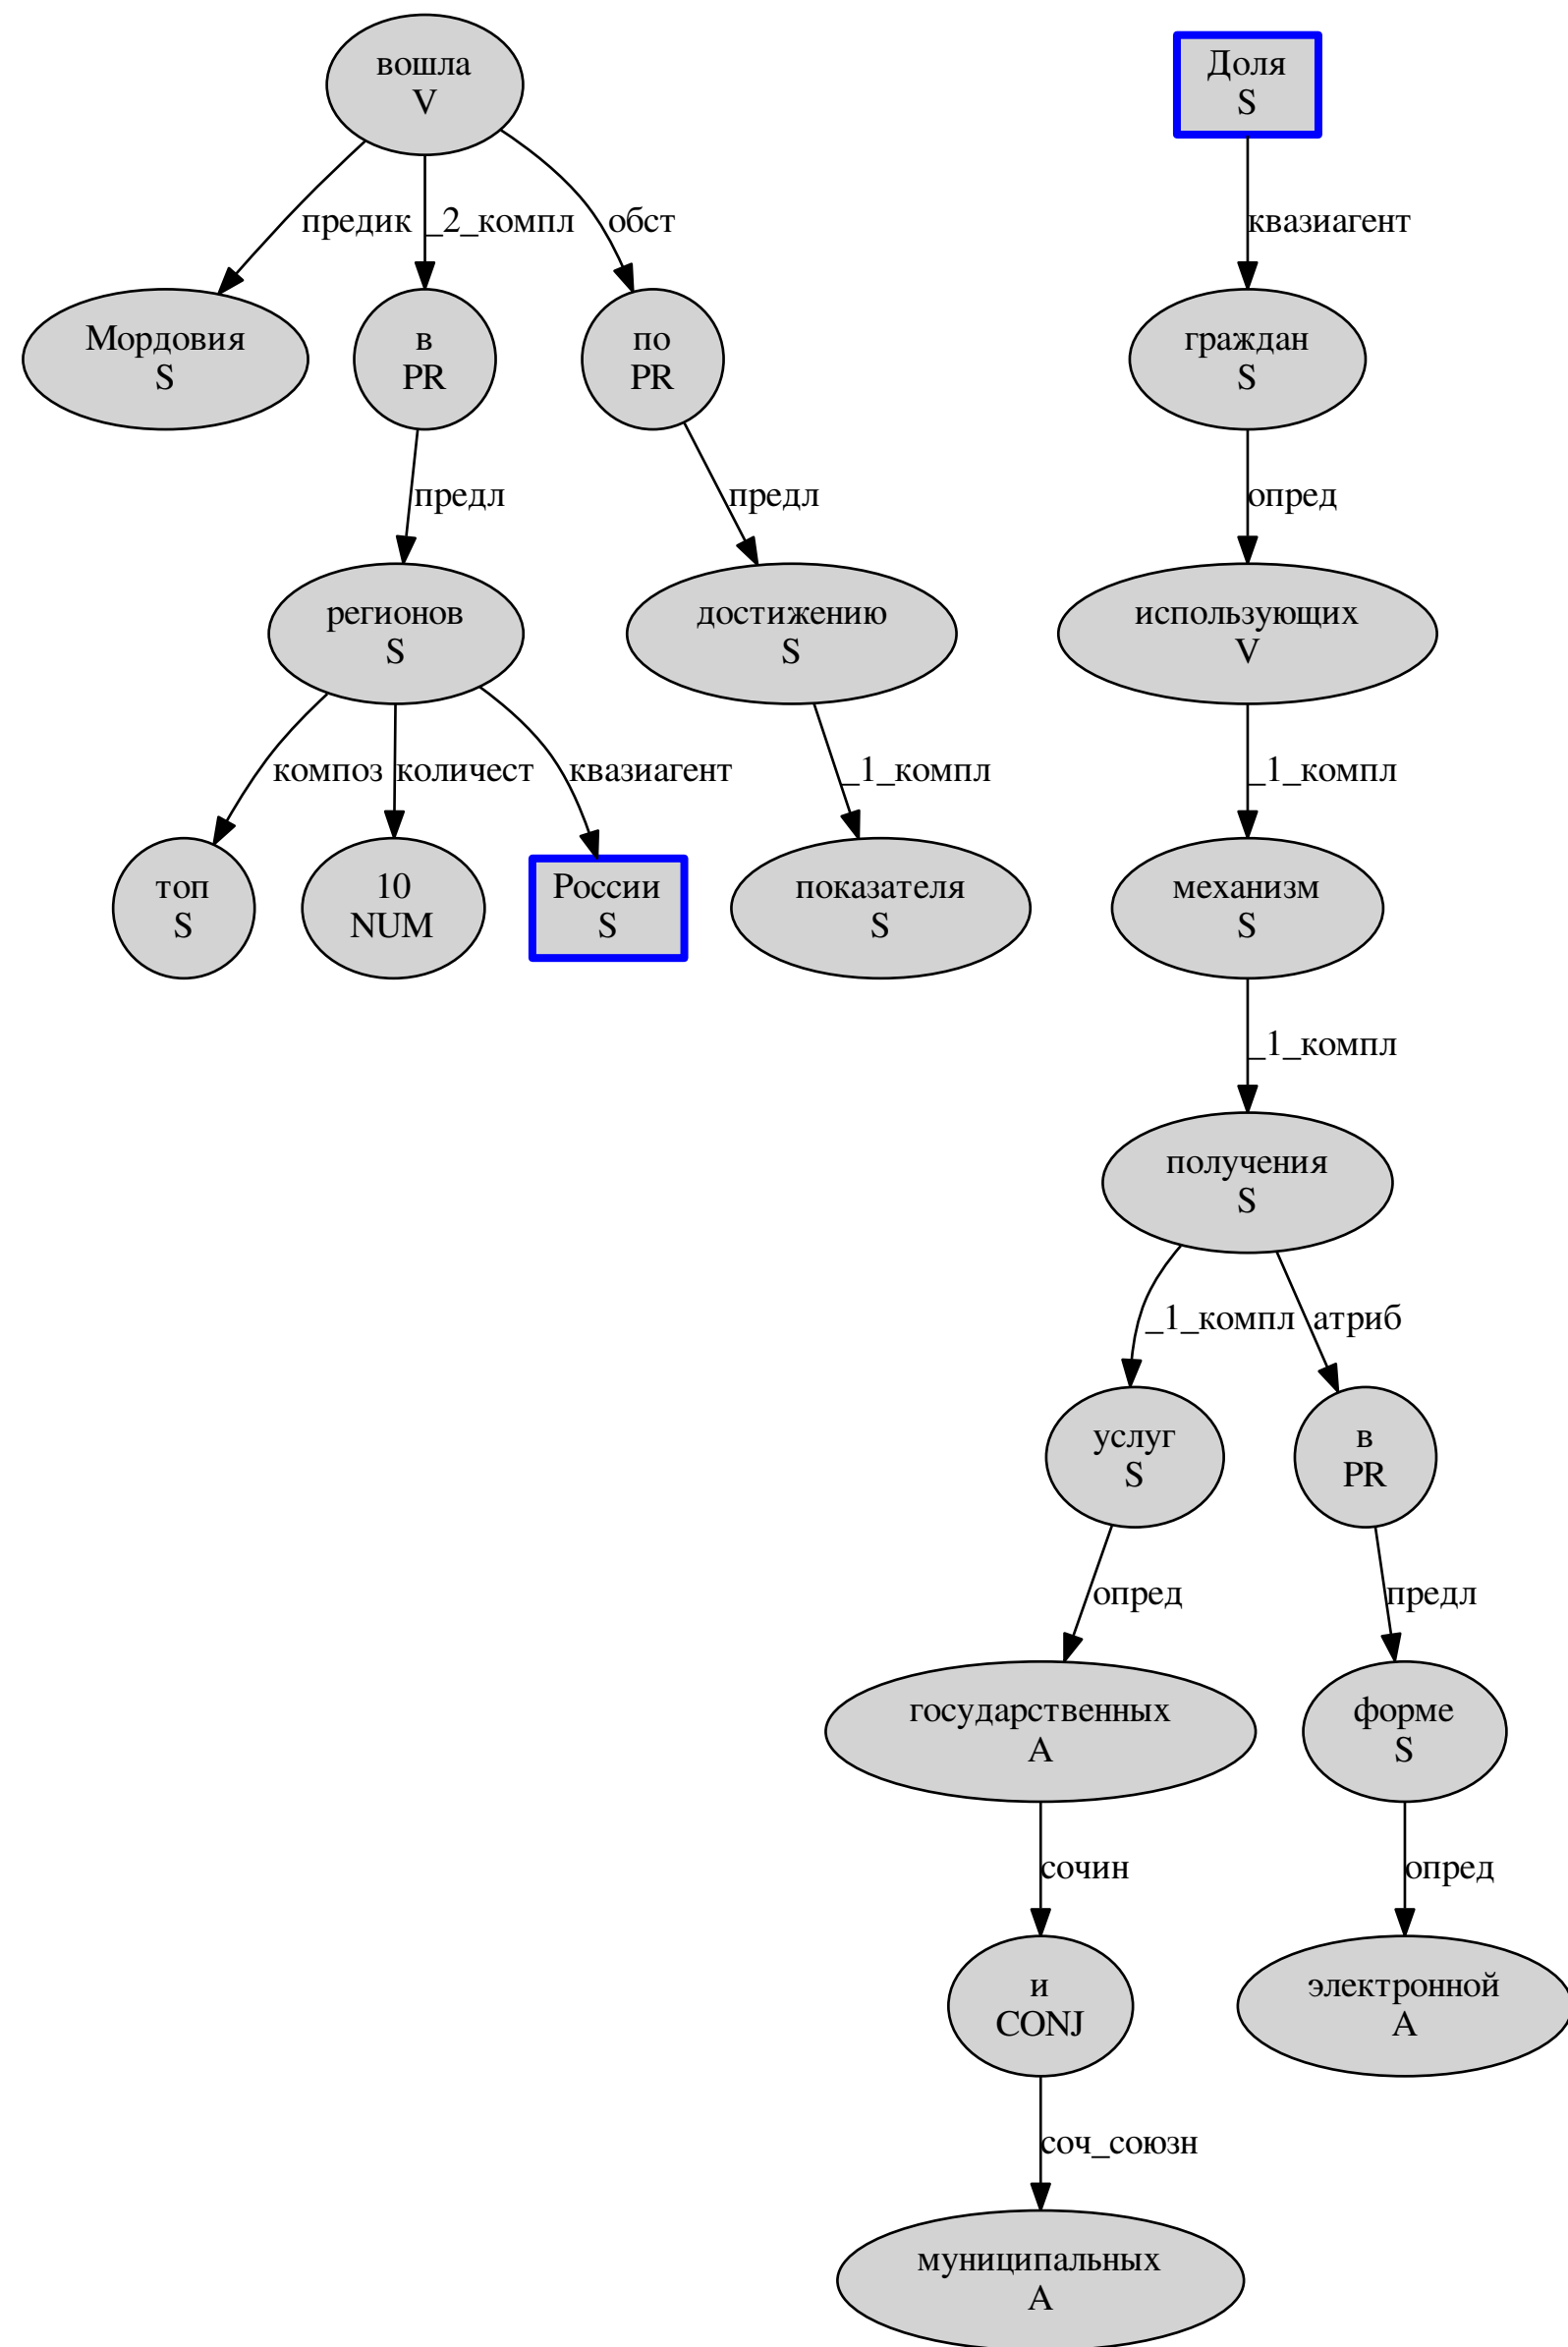 вошла
V
Доля
S
предик
_2_компл
обст
квазиагент
Мордовия
S
в
PR
по
PR
граждан
S
предл
предл
опред
регионов
S
достижению
S
использующих
V
композ
количест
квазиагент
_1_компл
_1_компл
топ
S
10
NUM
России
S
показателя
S
механизм
S
_1_компл
получения
S
_1_компл
атриб
услуг
S
в
PR
опред
предл
государственных
A
форме
S
сочин
опред
и
CONJ
электронной
A
соч_союзн
муниципальных
A